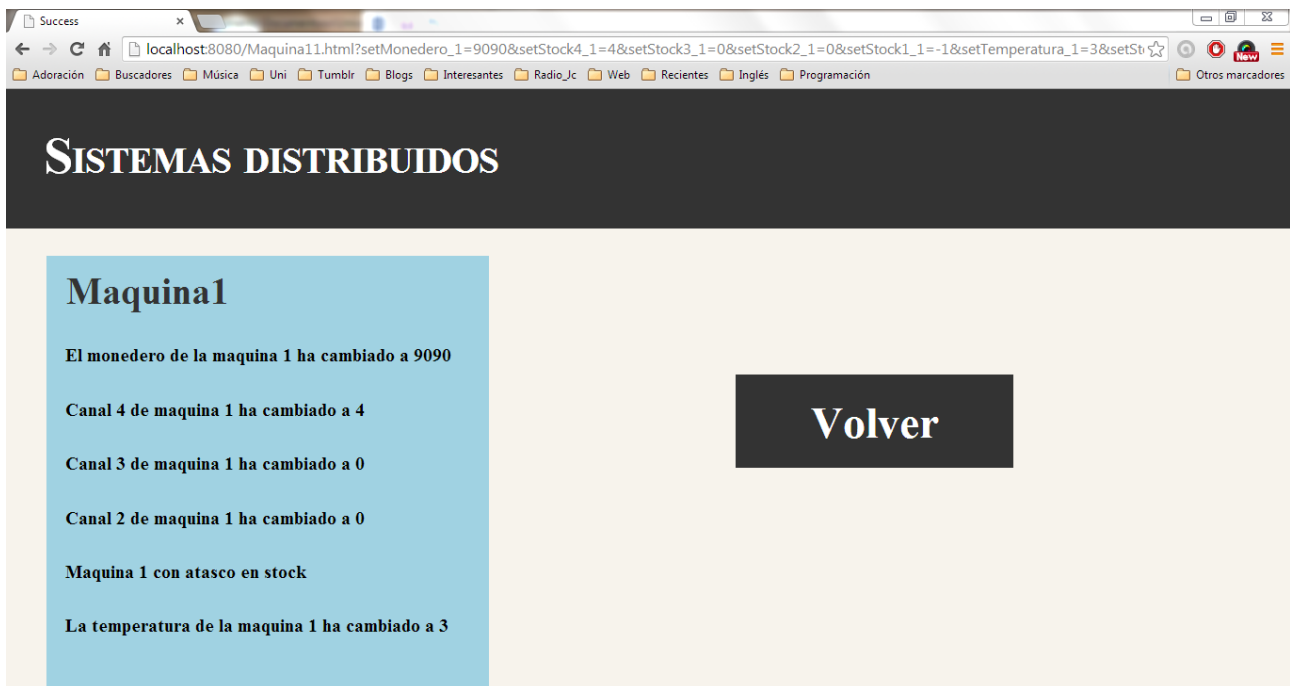 Success
localhost:8080/Maquina11.html?setMonedero_1=9090&setStock4_1=4&setStock3_1=0&setStock2_1=0&setStock1_1=-1&setTemperatura_1=3&setSt
New
Adoración Buscadores Música Uni Tumblr Blogs Interesantes Radio_Jc Web Recientes Inglés Programación Otros marcadores
SISTEMAS DISTRIBUIDOS
Maquina1
El monedero de la maquina 1 ha cambiado a 9090
Canal 4 de maquina 1 ha cambiado a 4
Canal 3 de maquina 1 ha cambiado a 0
Canal 2 de maquina 1 ha cambiado a 0
Maquina 1 con atasco en stock
La temperatura de la maquina 1 ha cambiado a 3
Volver